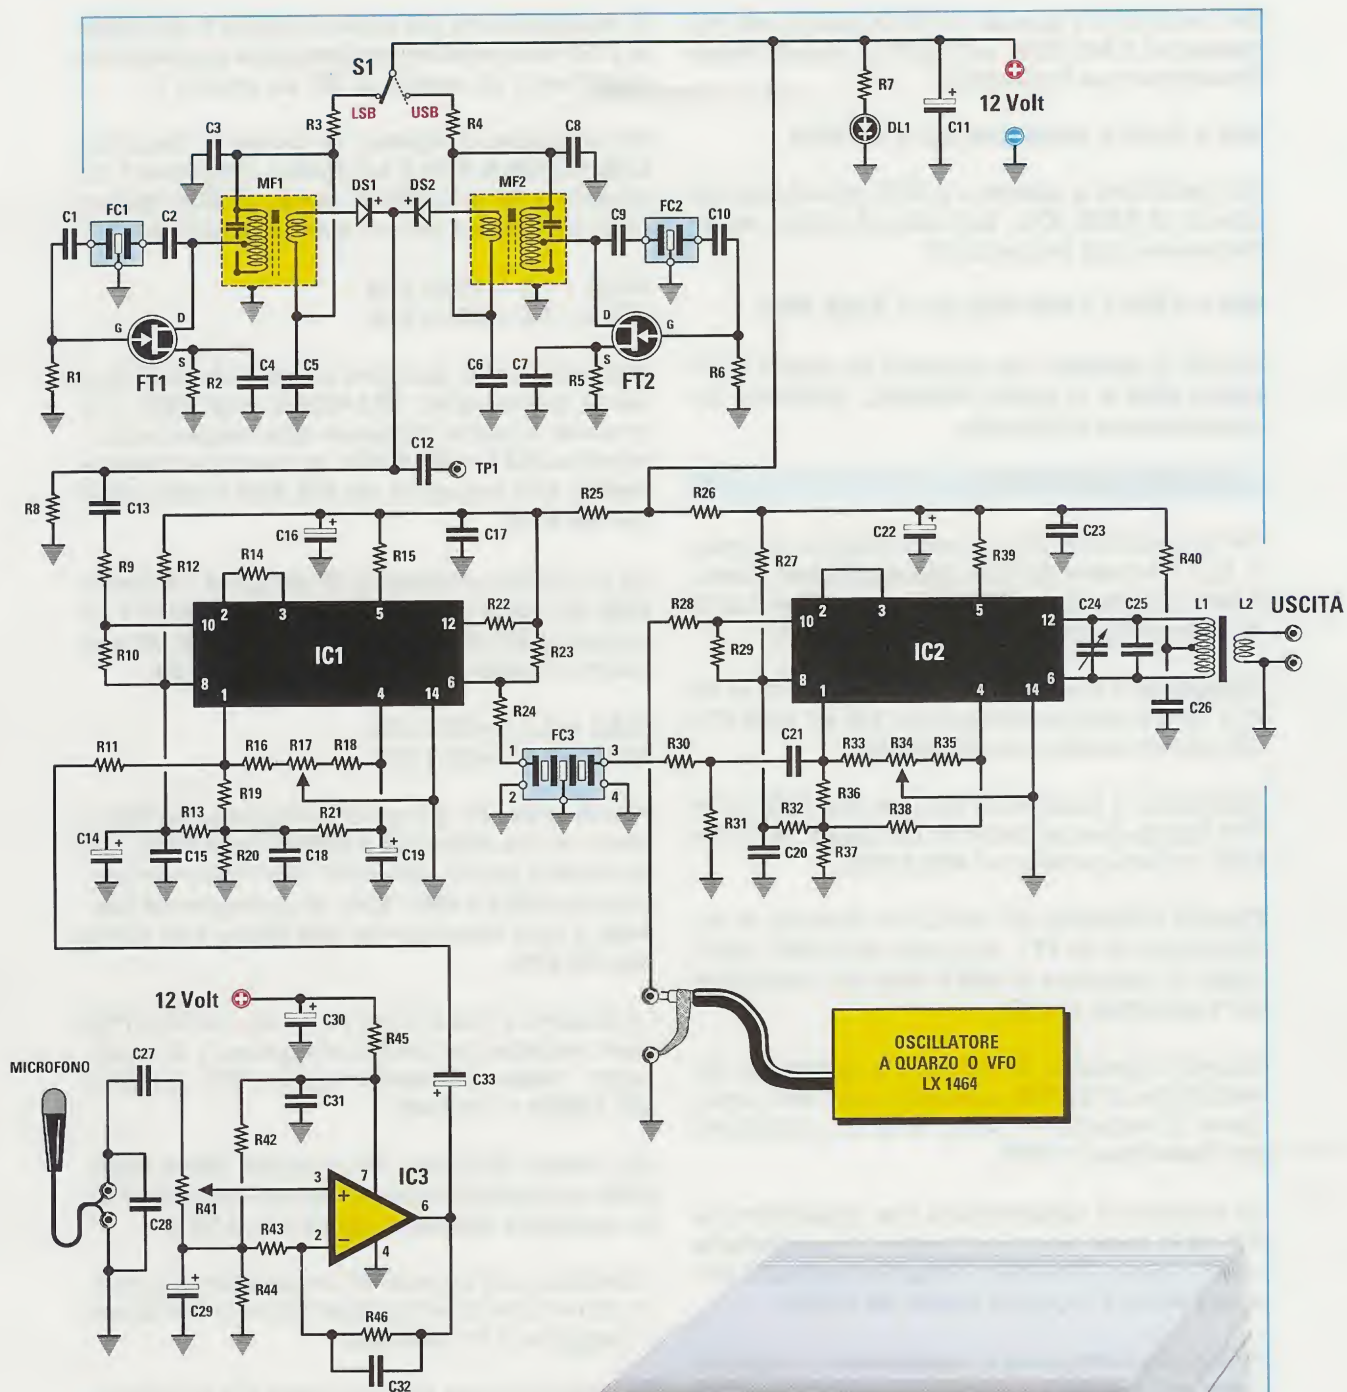 S1
LSB
USB
R3
R4
C3
C8
R7
DL1
C11
+
12 Volt
MF1
DS1
+
DS2
+
MF2
C1
FC1
C2
C9
FC2
C10
G
D
S
FT1
D
S
G
FT2
R1
R2
C4
C5
C6
C7
R5
R6
C12
TP1
R8
C13
R9
R10
R12
C16
+
R14
R15
C17
R25
R26
2
3
5
10
12
8
6
1
4
14
IC1
R22
R23
R24
R11
R16
R17
R18
R19
C14
+
R13
C15
R20
C18
R21
C19
+
FC3
1
2
3
4
R27
C22
+
R39
C23
R40
R28
R29
2
3
5
10
12
8
6
1
4
14
IC2
C24
C25
L1
L2
USCITA
C26
R30
C21
R33
R34
R35
R31
R32
R36
R38
C20
R37
12 Volt
+
C30
R45
C33
+
MICROFONO
C27
C31
R42
IC3
3
7
6
+
−
2
4
R41
C28
R43
C29
+
R44
R46
C32
OSCILLATORE
A QUARZO O VFO
LX 1464